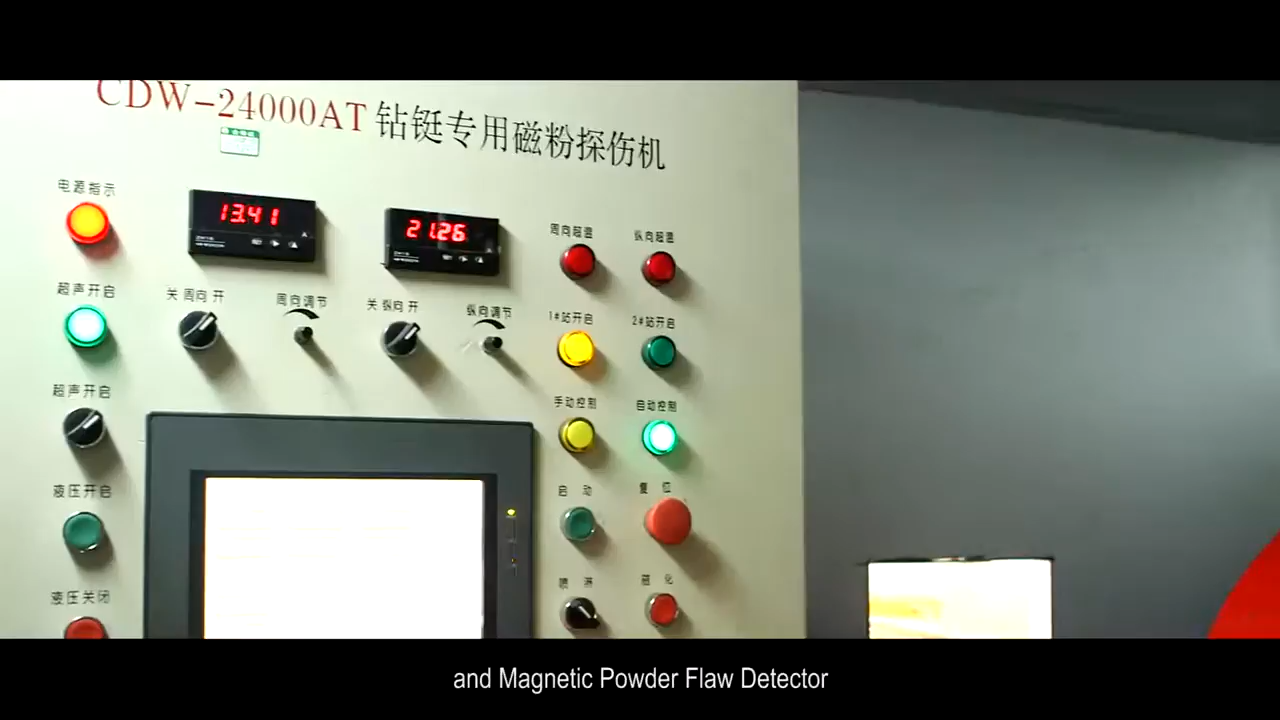 CDW-24000AT 钻铤专用磁粉探伤机
电源指示
13.41
21.26
周向超温
纵向超温
超声开启
关 周向 开
周向调节
关 纵向 开
纵向调节
1#站开启
2#站开启
超声开启
手动控制
自动控制
液压开启
启 动
复 位
液压关闭
喷 淋
磁 化
and Magnetic Powder Flaw Detector